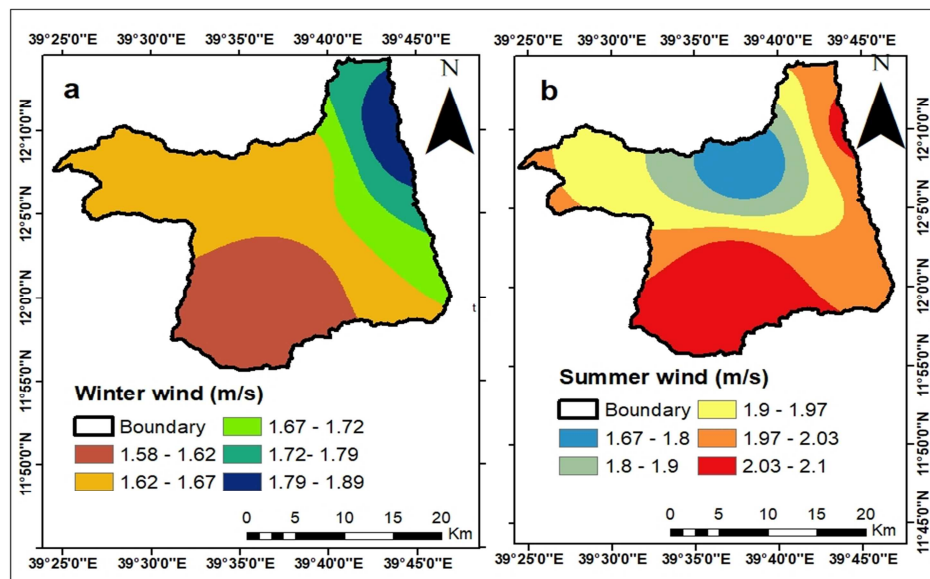 39°25'0"E 39°30'0"E 39°35'0"E 39°40'0"E 39°45'0"E
39°25'0"E 39°30'0"E 39°35'0"E 39°40'0"E 39°45'0"E
a
N
12°10'0"N
12°5'0"N
12°0'0"N
11°55'0"N
11°50'0"N
Winter wind (m/s)
Boundary
1.58 - 1.62
1.62 - 1.67
1.67 - 1.72
1.72- 1.79
1.79 - 1.89
0 5 10 15 20
Km
39°25'0"E 39°30'0"E 39°35'0"E 39°40'0"E 39°45'0"E
t
b
N
12°10'0"N
12°5'0"N
12°0'0"N
11°55'0"N
11°50'0"N
11°45'0"N
Summer wind (m/s)
Boundary
1.67 - 1.8
1.8 - 1.9
1.9 - 1.97
1.97 - 2.03
2.03 - 2.1
0 5 10 15 20
Km
39°25'0"E 39°30'0"E 39°35'0"E 39°40'0"E 39°45'0"E